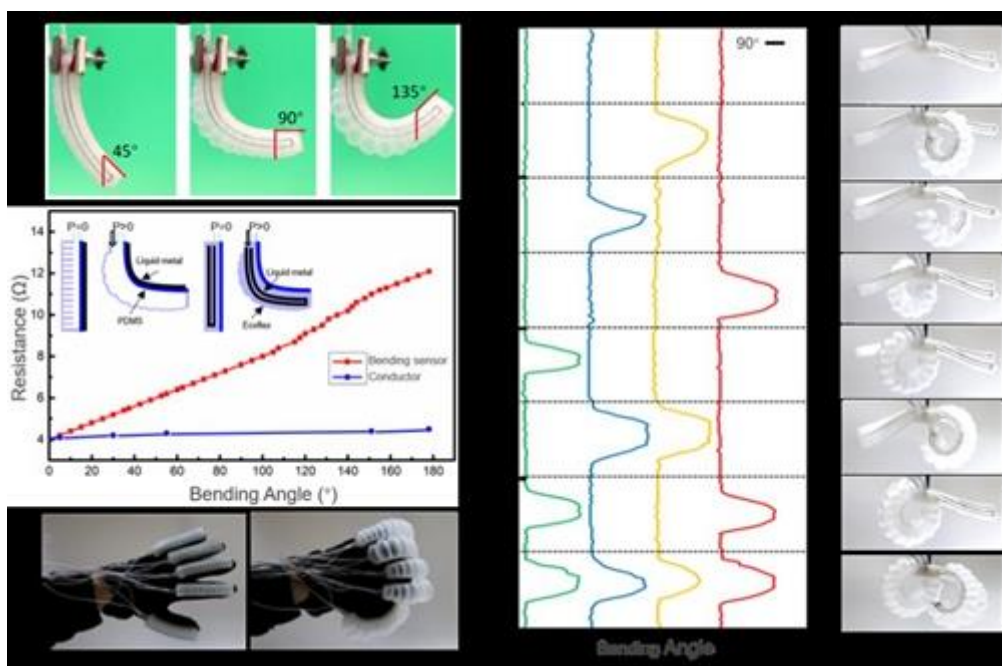 45°
90°
135°
P=0
P>0
P=0
P>0
Liquid metal
PDMS
Liquid metal
Ecoflex
Bending sensor
Conductor
Resistance (Ω)
14
12
10
8
6
4
0
20
40
60
80
100
120
140
160
180
Bending Angle (°)
90°
Bending Angle